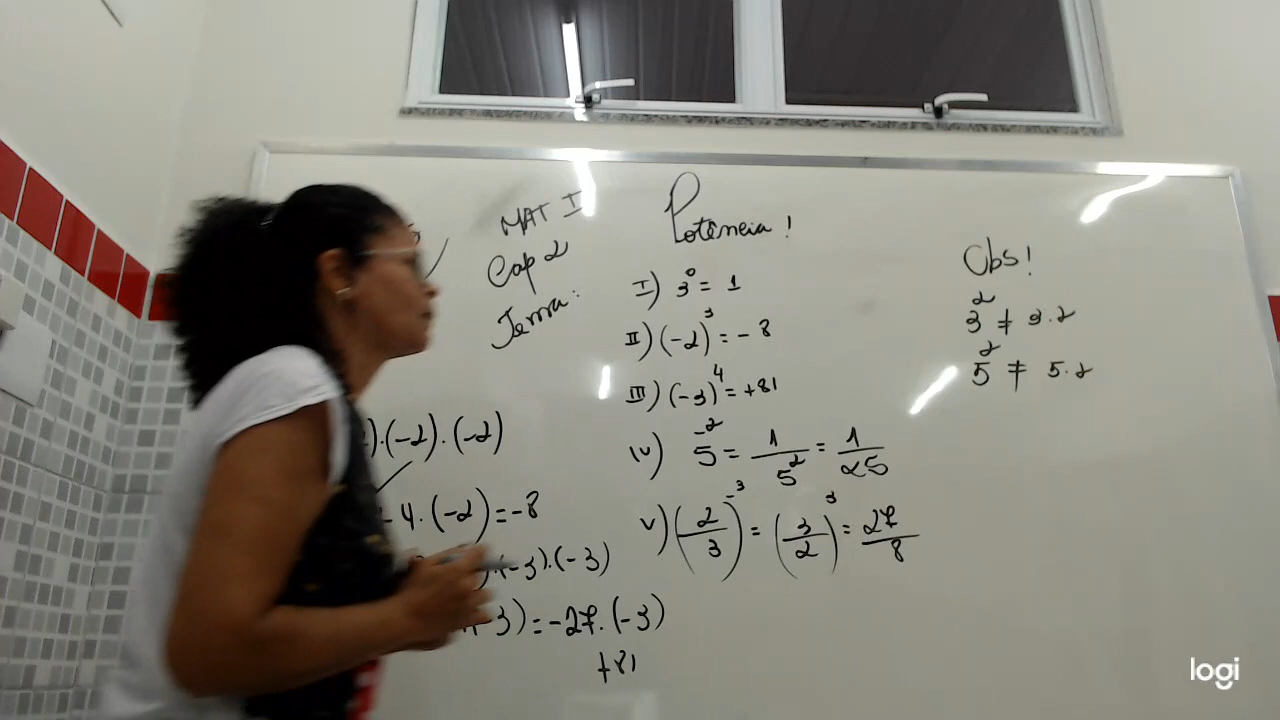 MAT I
Cap 2
Tema:
Potência!
I) 3⁰ = 1
II) (-2)³ = - 8
III) (-3)⁴ = +81
IV) 5⁻² = 1/5² = 1/25
V) (2/3)⁻³ = (3/2)³ = 27/8
).(-2).(-2)
4.(-2)=-8
.(-3).(-3)
3)=-27.(-3)
+81
Obs!
3² ≠ 3.2
5² ≠ 5.2
logi